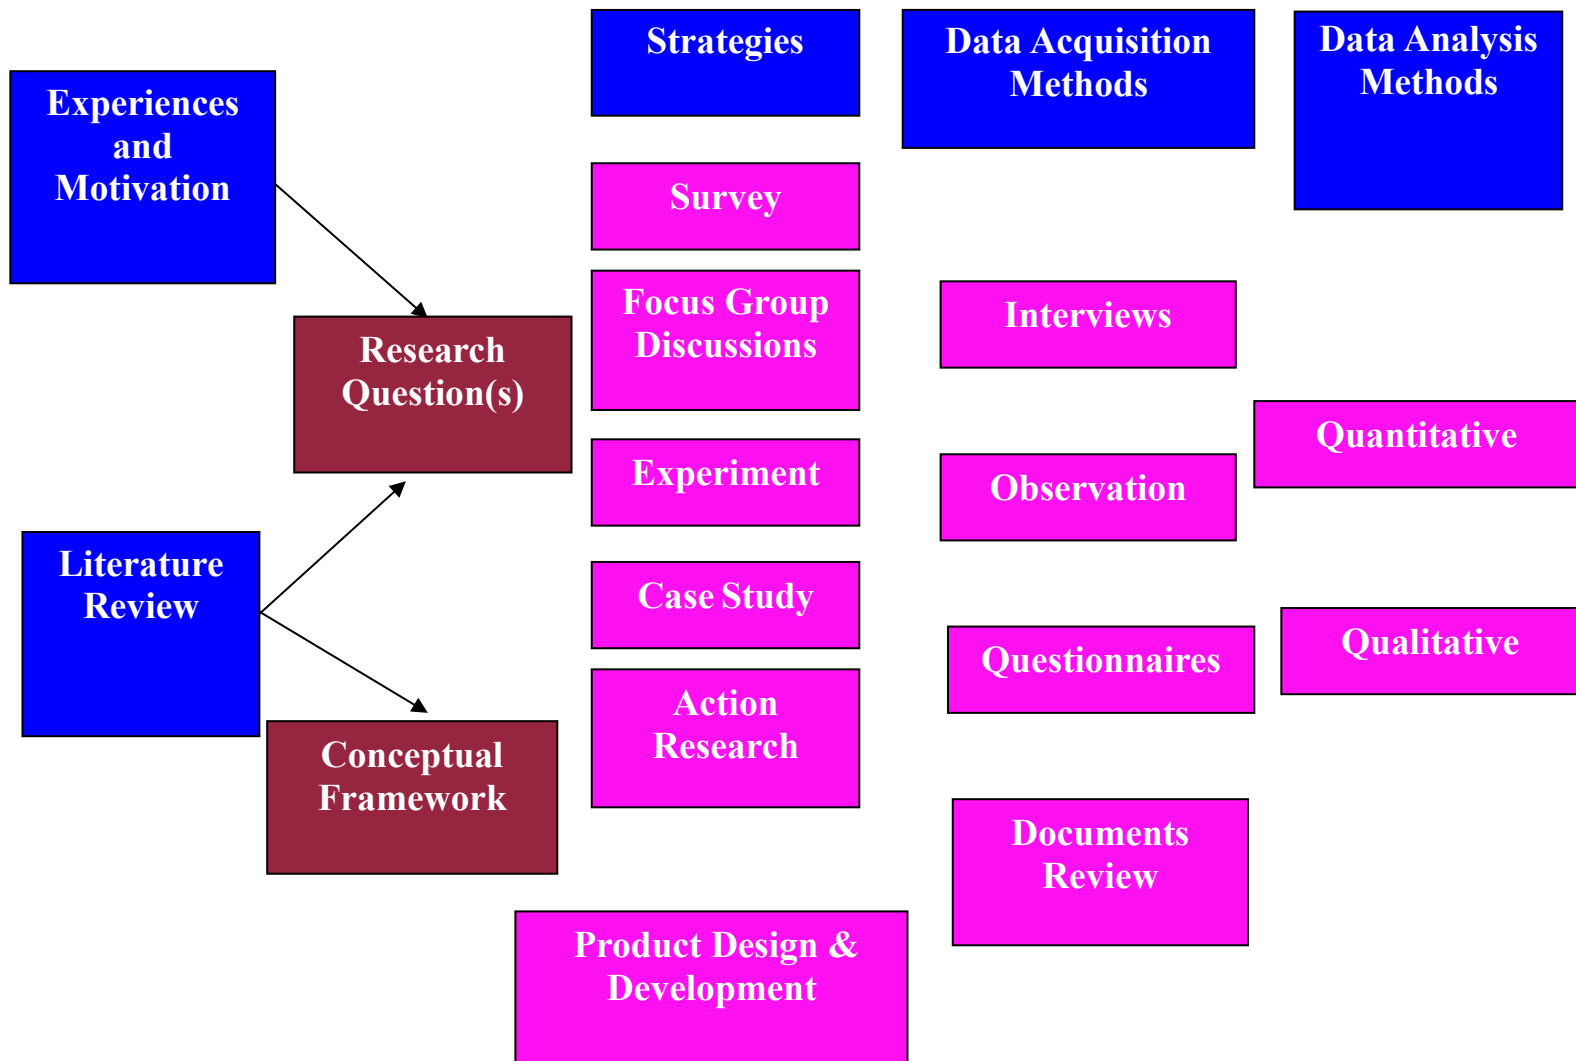 Experiences
and
Motivation
Literature
Review
Research
Question(s)
Conceptual
Framework
Strategies
Survey
Focus Group
Discussions
Experiment
Case Study
Action
Research
Product Design &
Development
Data Acquisition
Methods
Interviews
Observation
Questionnaires
Documents
Review
Data Analysis
Methods
Quantitative
Qualitative